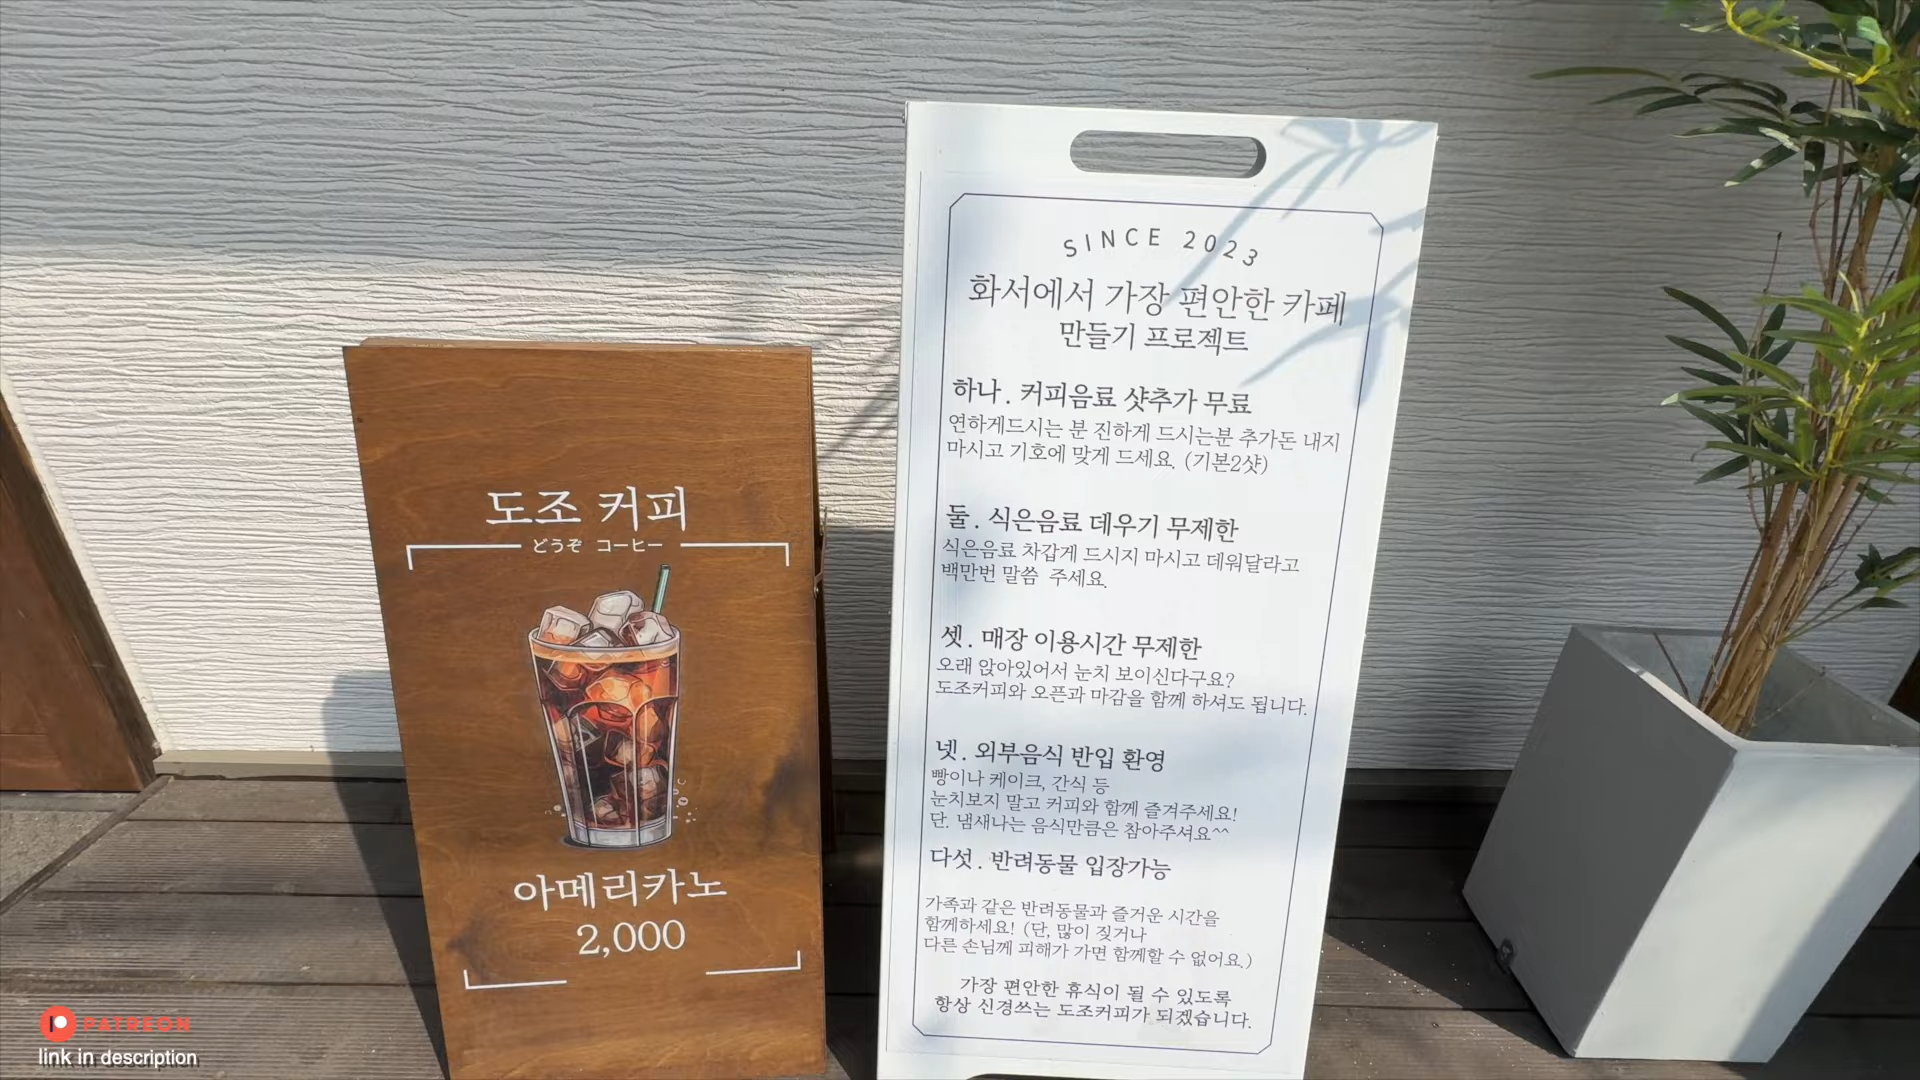 도조 커피
どうぞ コーヒー
아메리카노
2,000
SINCE 2023
화서에서 가장 편안한 카페
만들기 프로젝트
하나. 커피음료 샷추가 무료
연하게드시는 분 진하게 드시는분 추가돈 내지
마시고 기호에 맞게 드세요. (기본2샷)
둘. 식은음료 데우기 무제한
식은음료 차갑게 드시지 마시고 데워달라고
백만번 말씀 주세요.
셋. 매장 이용시간 무제한
오래 앉아있어서 눈치 보이신다구요?
도조커피와 오픈과 마감을 함께 하셔도 됩니다.
넷. 외부음식 반입 환영
빵이나 케이크, 간식 등
눈치보지 말고 커피와 함께 즐겨주세요!
단. 냄새나는 음식만큼은 참아주셔요^^
다섯. 반려동물 입장가능
가족과 같은 반려동물과 즐거운 시간을
함께하세요! (단, 많이 짖거나
다른 손님께 피해가 가면 함께할 수 없어요.)
가장 편안한 휴식이 될 수 있도록
항상 신경쓰는 도조커피가 되겠습니다.
PATREON
link in description